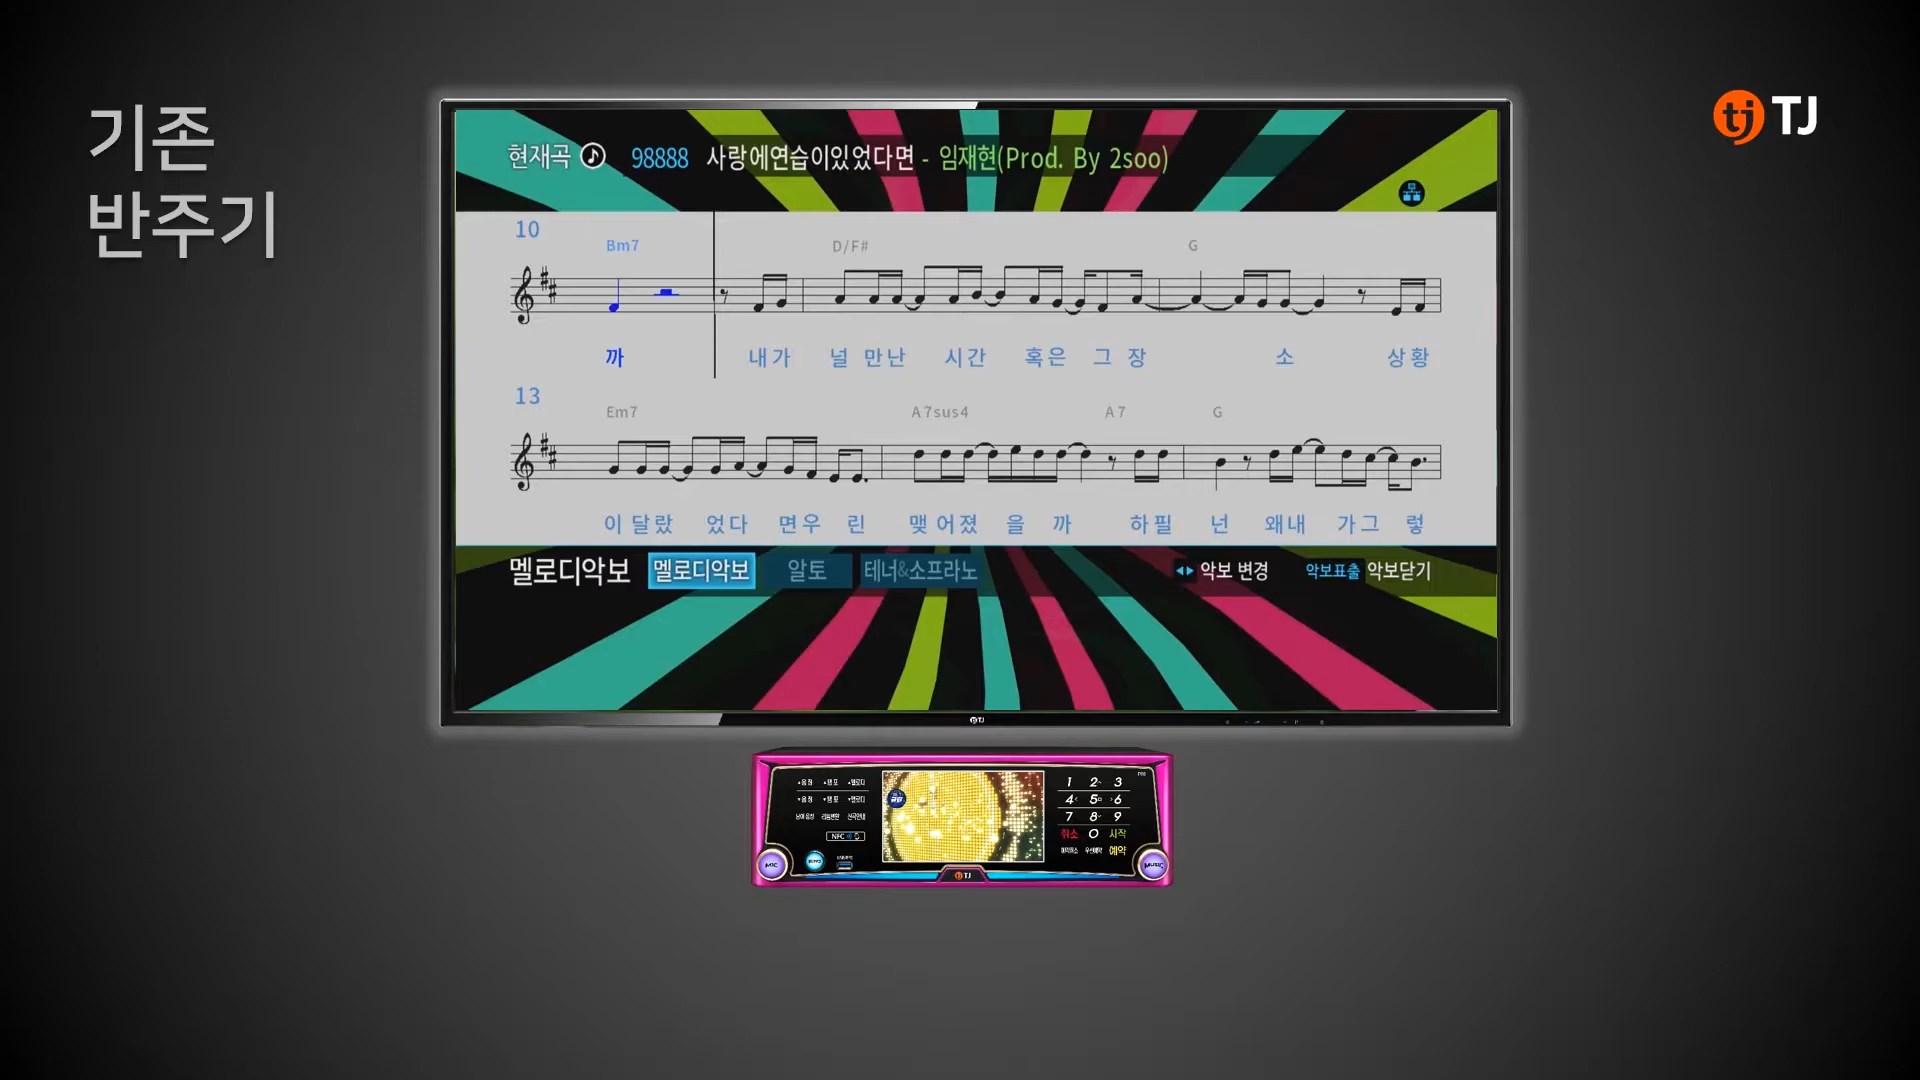 기존
반주기
tj TJ
현재곡 98888 사랑에연습이있었다면 - 임재현(Prod. By 2soo)
10
Bm7 D/F# G
까 내가 널 만난 시간 혹은 그 장 소 상황
13
Em7 A7sus4 A7 G
이 달랐 었다 면우 린 맺어졌 을 까 하필 넌 왜내 가그 렇
멜로디악보 멜로디악보 알토 테너&소프라노 악보 변경 악보표출 악보닫기
TJ
1 2 3
4 5 6
7 8 9
NFC
취소 0 시작
예약
MIC
MUSIC
TJ